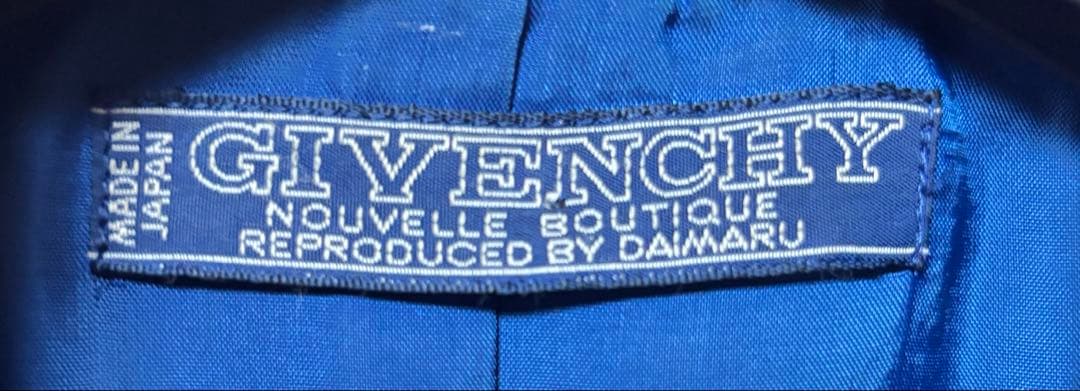 MADE IN
JAPAN
GIVENCHY
NOUVELLE BOUTIQUE
REPRODUCED BY DAIMARU